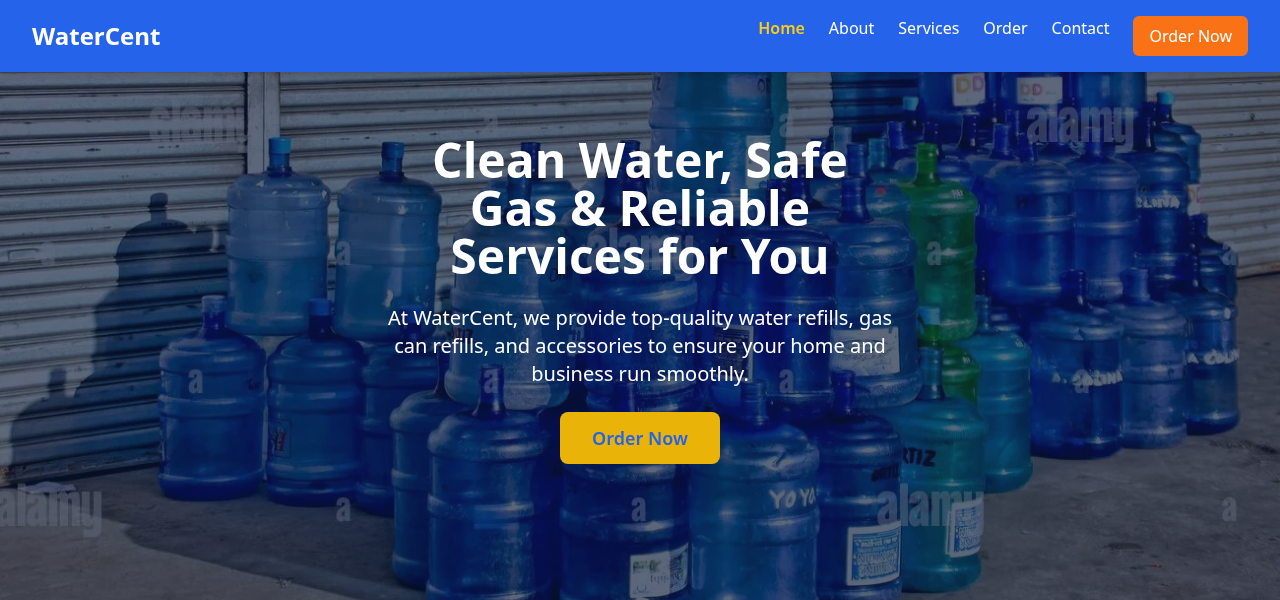 WaterCent
Home About Services Order Contact Order Now
alamy alamy
a a
Clean Water, Safe
Gas & Reliable
Services for You
a a a
At WaterCent, we provide top-quality water refills, gas
can refills, and accessories to ensure your home and
business run smoothly.
a a a
Order Now
YOYO
alamy a a alamy a